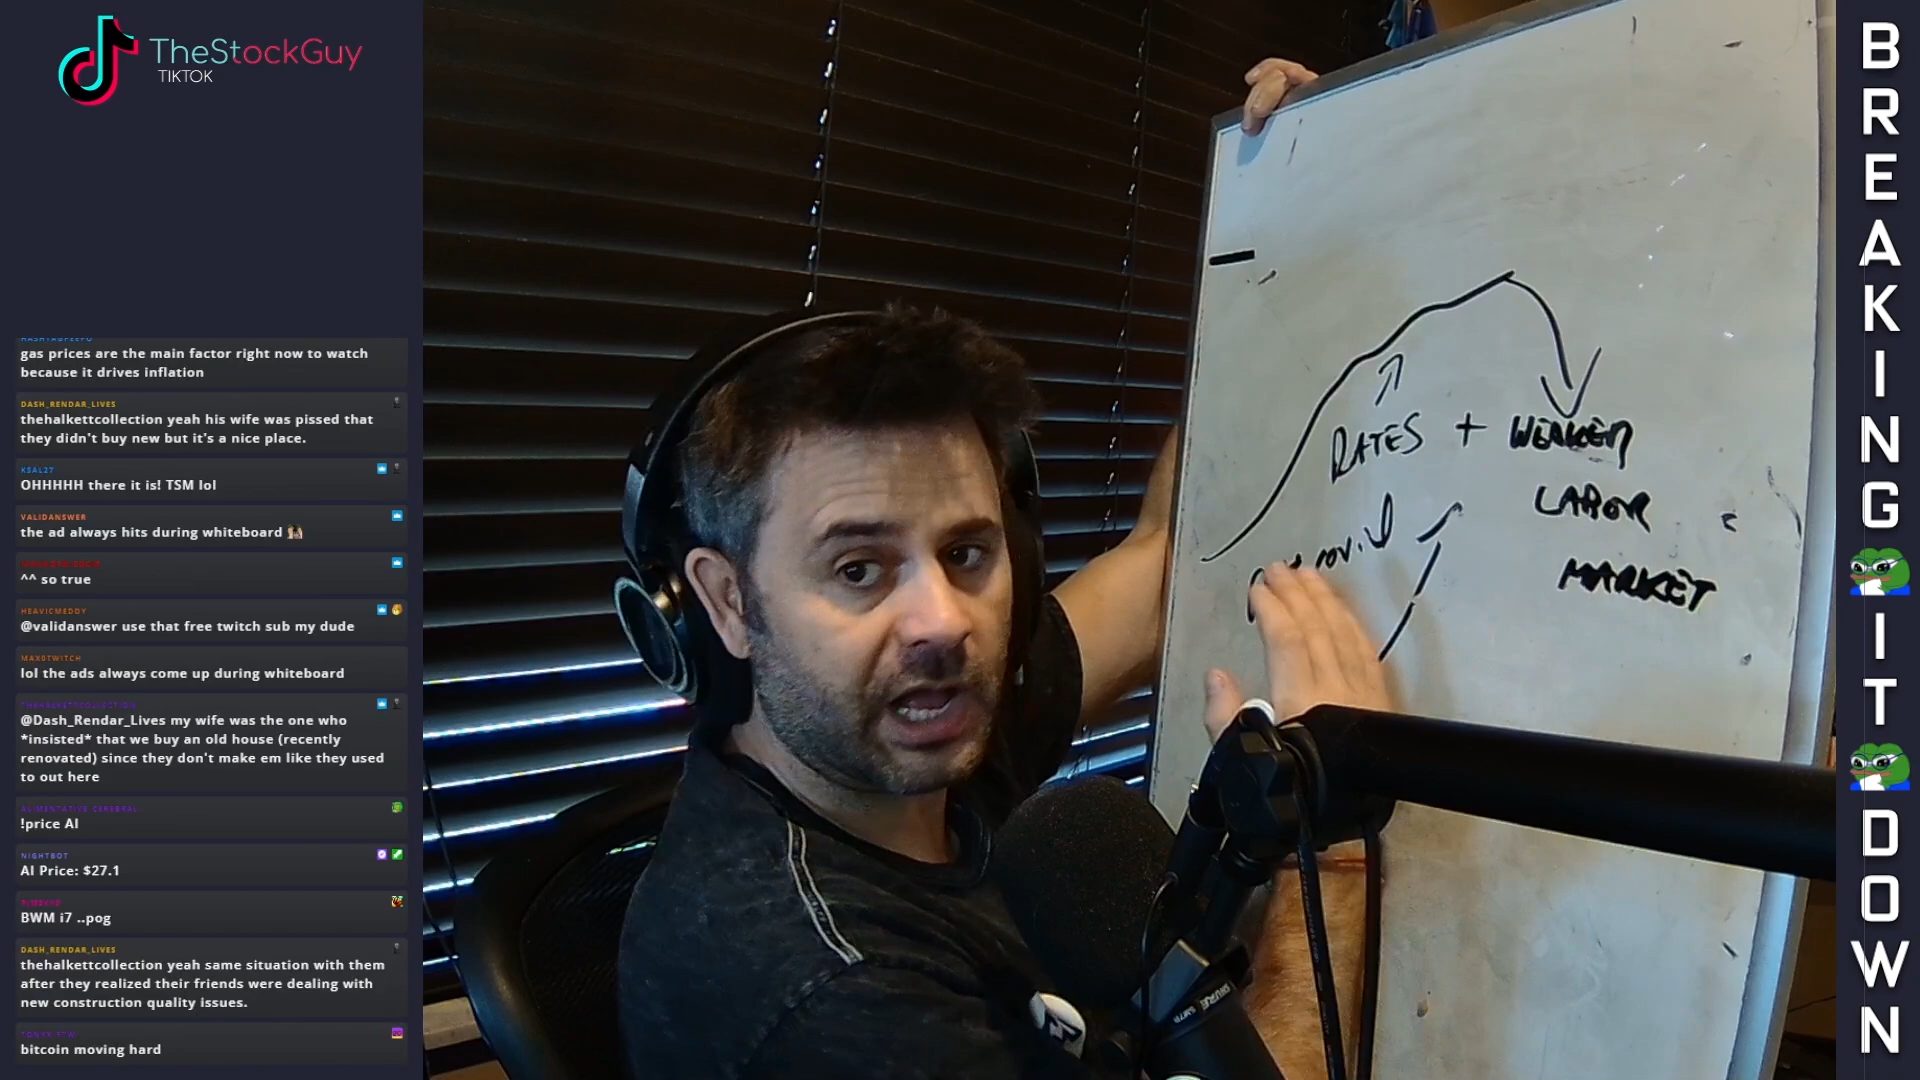 TheStockGuy
TIKTOK
gas prices are the main factor right now to watch
because it drives inflation
DASH_RENDAR_LIVES
thehalkettcollection yeah his wife was pissed that
they didn't buy new but it's a nice place.
KSAL27
OHHHHH there it is! TSM lol
VALIDANSWER
the ad always hits during whiteboard
^^ so true
HEAVICMEDDY
@validanswer use that free twitch sub my dude
MAX0TWITCH
lol the ads always come up during whiteboard
THEHALKETTCOLLECTION
@Dash_Rendar_Lives my wife was the one who
*insisted* that we buy an old house (recently
renovated) since they don't make em like they used
to out here
ALIMENTATIVE_CEREBRAL
!price AI
NIGHTBOT
AI Price: $27.1
BWM i7 ..pog
DASH_RENDAR_LIVES
thehalkettcollection yeah same situation with them
after they realized their friends were dealing with
new construction quality issues.
bitcoin moving hard
RATES + WEAKEN
LABOR
MARKET
covid
BREAKING IT DOWN